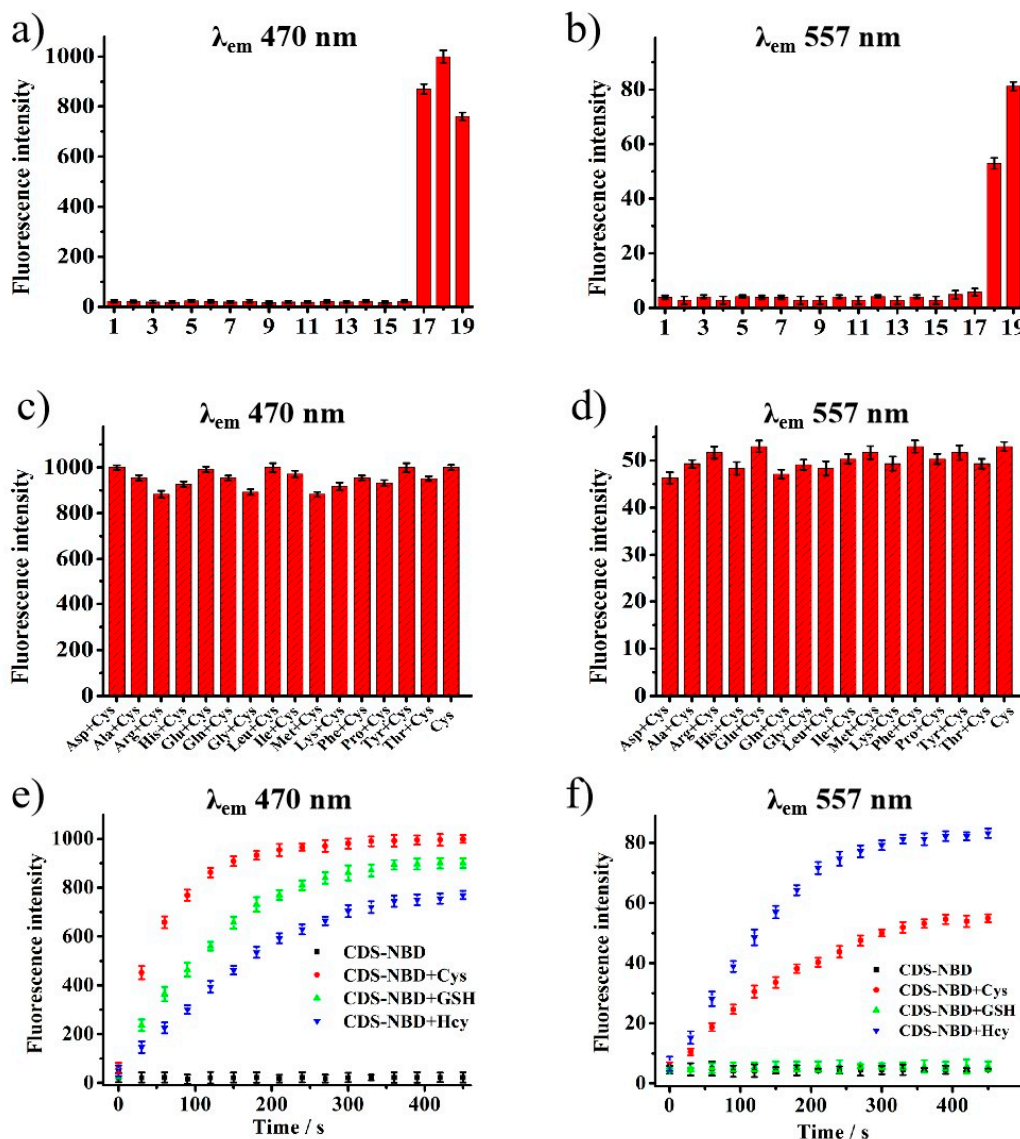 a)
λem 470 nm
Fluorescence intensity
1000
800
600
400
200
0
1 3 5 7 9 11 13 15 17 19
b)
λem 557 nm
Fluorescence intensity
80
60
40
20
0
1 3 5 7 9 11 13 15 17 19
c)
λem 470 nm
Fluorescence intensity
1000
800
600
400
200
0
Asp+Cys
Ala+Cys
Arg+Cys
His+Cys
Glu+Cys
Gln+Cys
Gly+Cys
Leu+Cys
Ile+Cys
Met+Cys
Lys+Cys
Phe+Cys
Pro+Cys
Tyr+Cys
Thr+Cys
Cys
d)
λem 557 nm
Fluorescence intensity
50
40
30
20
10
0
Asp+Cys
Ala+Cys
Arg+Cys
His+Cys
Glu+Cys
Gln+Cys
Gly+Cys
Leu+Cys
Ile+Cys
Met+Cys
Lys+Cys
Phe+Cys
Pro+Cys
Tyr+Cys
Thr+Cys
Cys
e)
λem 470 nm
Fluorescence intensity
1000
800
600
400
200
0
CDS-NBD
CDS-NBD+Cys
CDS-NBD+GSH
CDS-NBD+Hcy
0 100 200 300 400
Time / s
f)
λem 557 nm
Fluorescence intensity
80
60
40
20
0
CDS-NBD
CDS-NBD+Cys
CDS-NBD+GSH
CDS-NBD+Hcy
0 100 200 300 400
Time / s